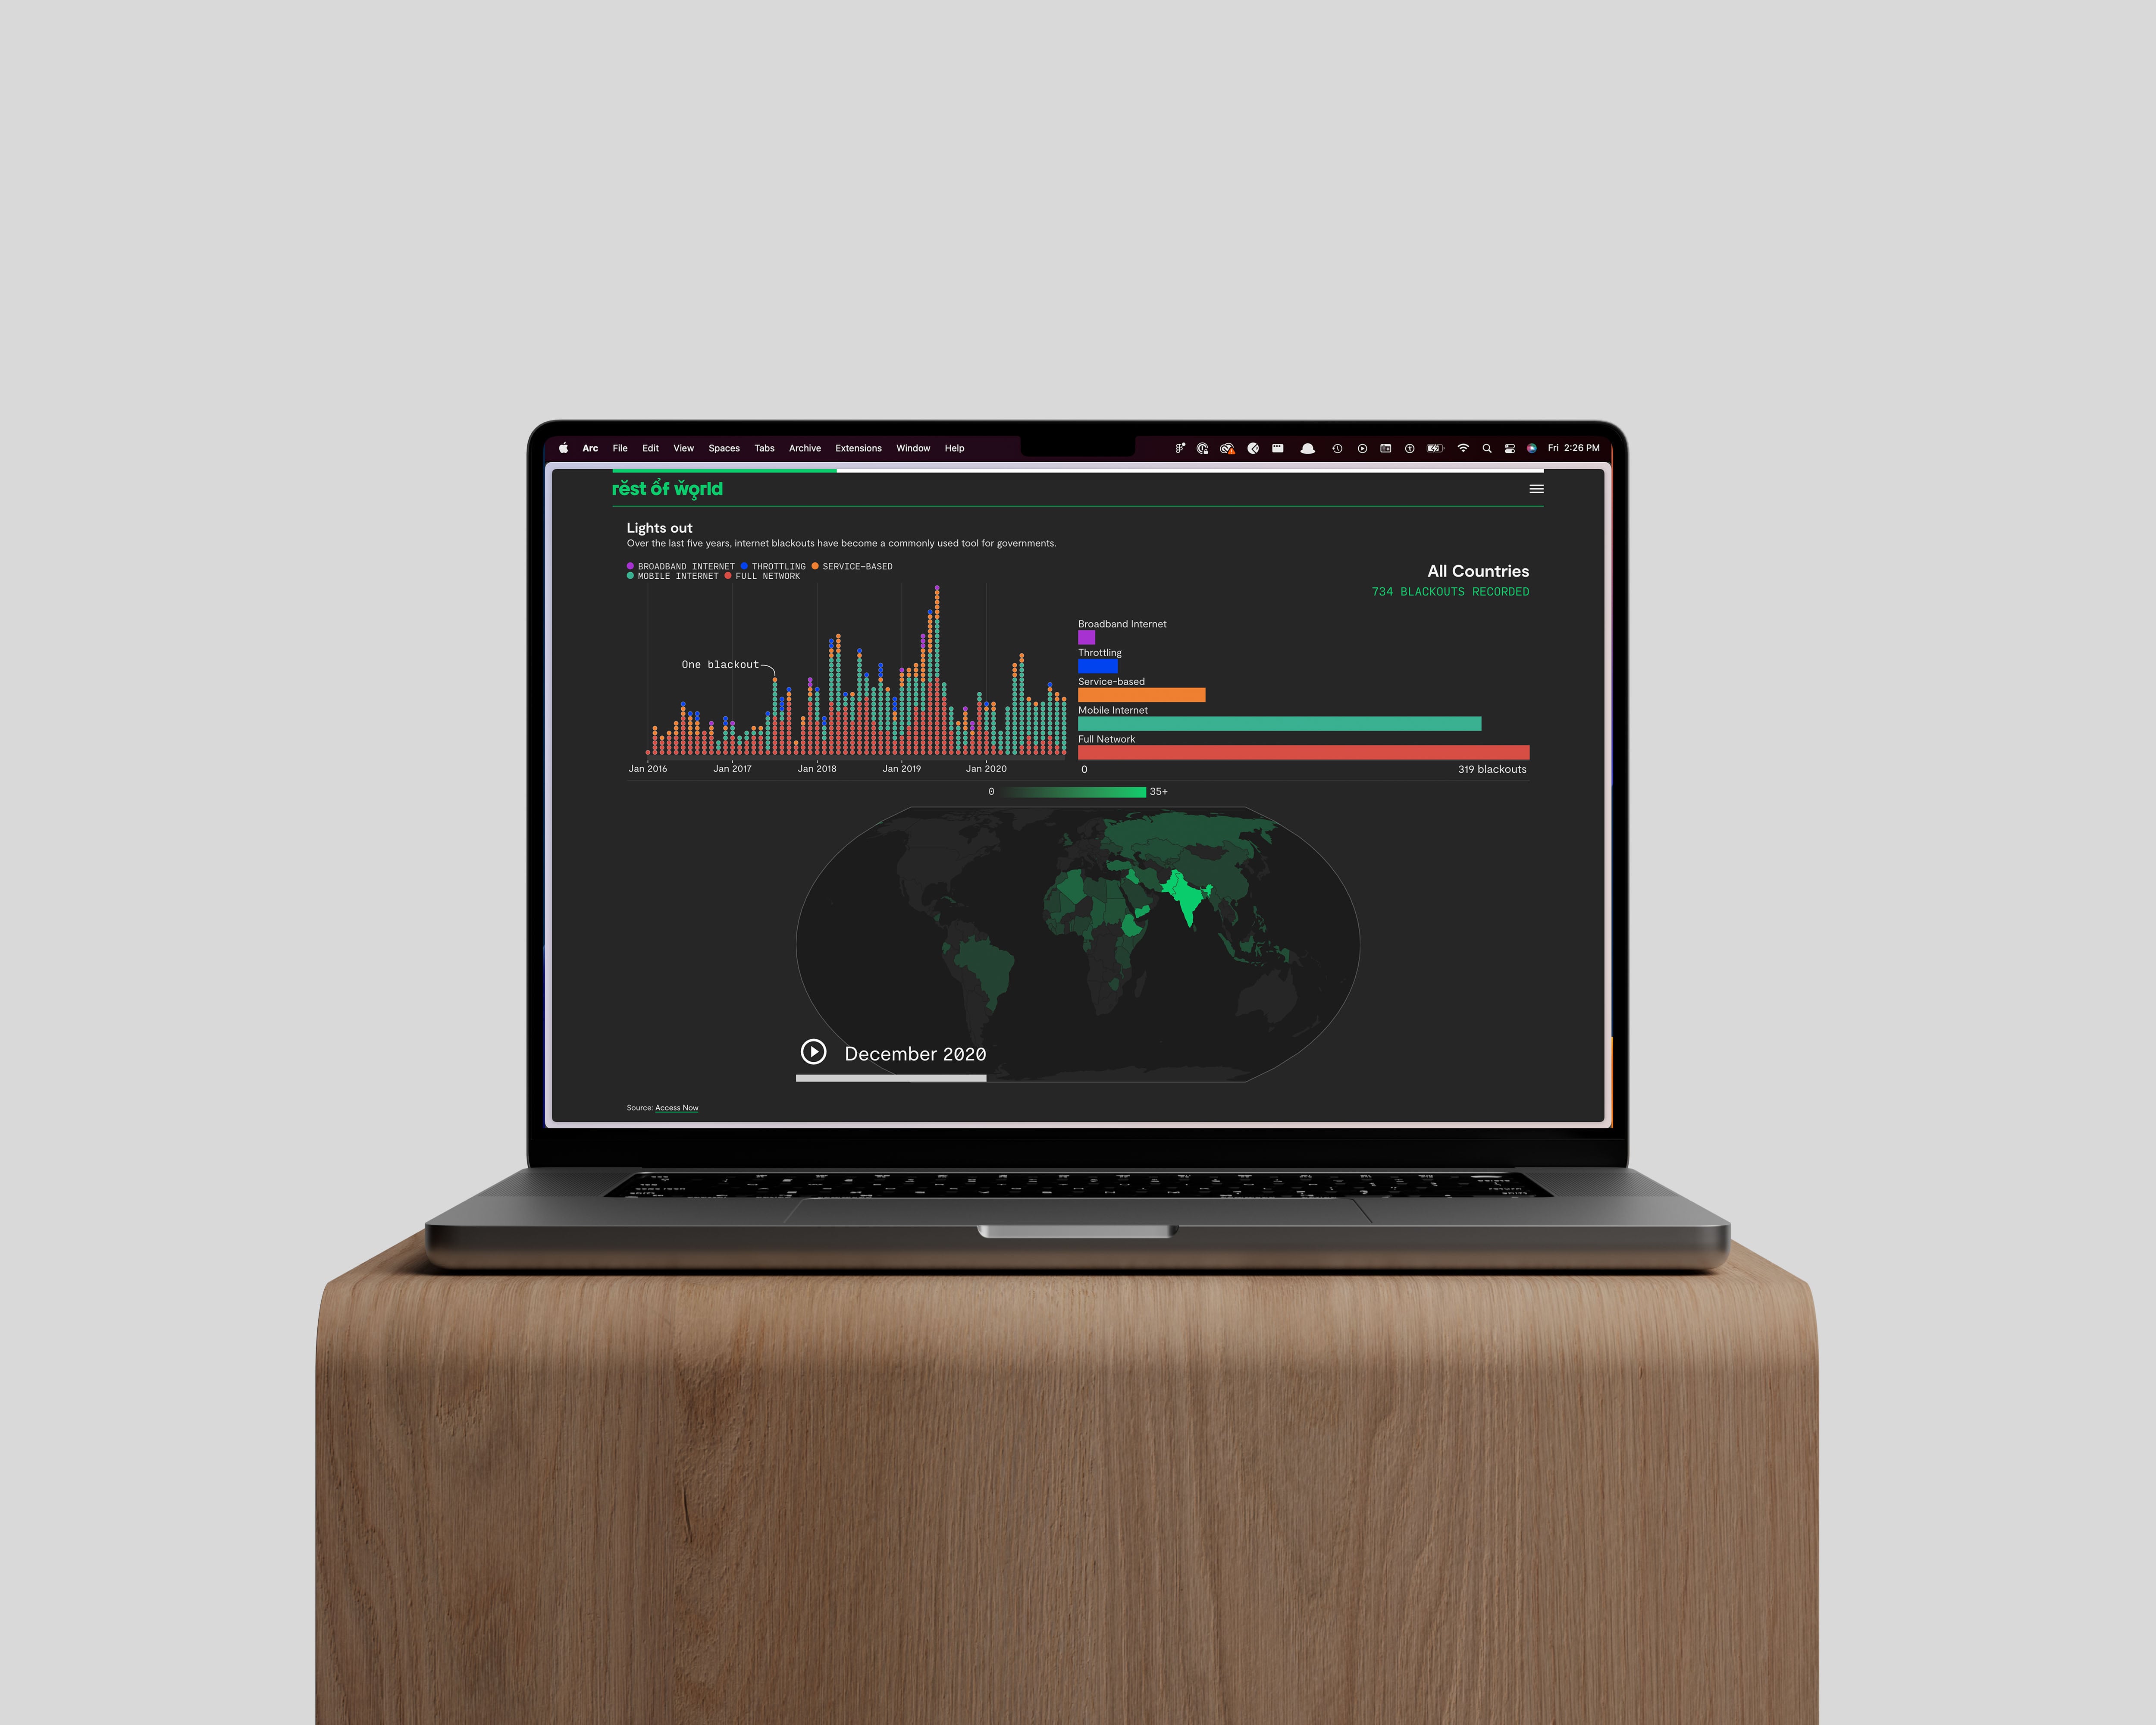 Arc File Edit View Spaces Tabs Archive Extensions Window Help Fri 2:26 PM
rĕst ŏf wǒrld
Lights out
Over the last five years, internet blackouts have become a commonly used tool for governments.
BROADBAND INTERNET THROTTLING SERVICE-BASED
MOBILE INTERNET FULL NETWORK
All Countries
734 BLACKOUTS RECORDED
One blackout
Jan 2016 Jan 2017 Jan 2018 Jan 2019 Jan 2020
Broadband Internet
Throttling
Service-based
Mobile Internet
Full Network
0 319 blackouts
0 35+
December 2020
Source: Access Now